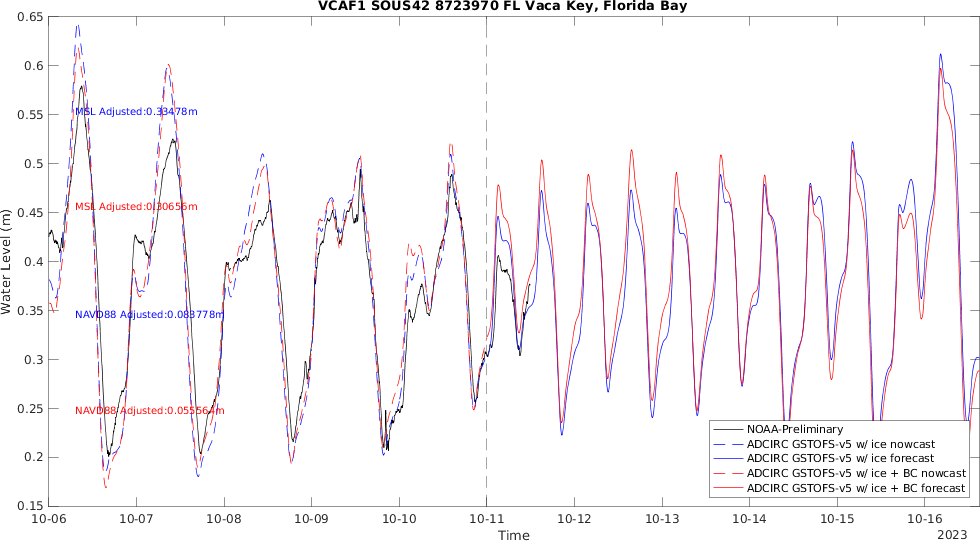 VCAF1 SOUS42 8723970 FL Vaca Key, Florida Bay
0.65
0.6
0.55
0.5
0.45
0.4
0.35
0.3
0.25
0.2
0.15
Water Level (m)
MSL Adjusted:0.33478m
MSL Adjusted:0.30656m
NAVD88 Adjusted:0.083778m
NAVD88 Adjusted:0.055564m
NOAA-Preliminary
ADCIRC GSTOFS-v5 w/ ice nowcast
ADCIRC GSTOFS-v5 w/ ice forecast
ADCIRC GSTOFS-v5 w/ ice + BC nowcast
ADCIRC GSTOFS-v5 w/ ice + BC forecast
10-06 10-07 10-08 10-09 10-10 10-11 10-12 10-13 10-14 10-15 10-16
Time
2023